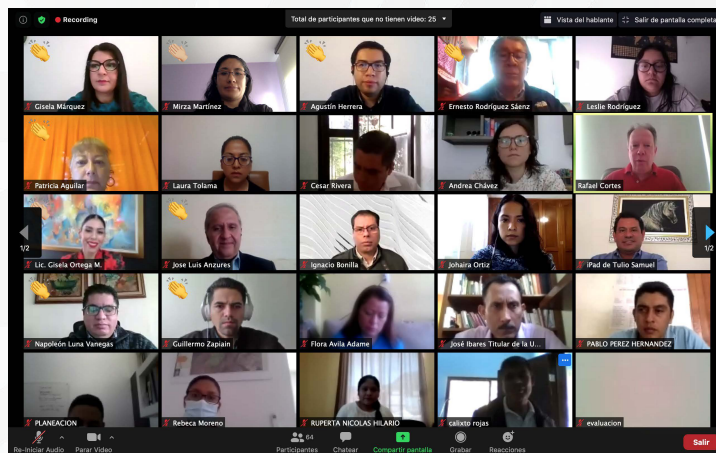 Recording
Total de participantes que no tienen video: 25
Vista del hablante
Salir de pantalla completa
Gisela Márquez
Mirza Martínez
Agustín Herrera
Ernesto Rodríguez Sáenz
Leslie Rodríguez
Patricia Aguilar
Laura Tolama
Cesar Rivera
Andrea Chávez
Rafael Cortes
1/2
1/2
Lic. Gisela Ortega M.
Jose Luis Anzures
Ignacio Bonilla
Johaira Ortiz
iPad de Tulio Samuel
Napoleón Luna Vanegas
Guillermo Zapiain
Flora Avila Adame
José Ibares Titular de la U...
PABLO PEREZ HERNANDEZ
PLANEACION
Rebeca Moreno
RUPERTA NICOLAS HILARIO
calixto rojas
evaluacion
Re-Iniciar Audio
Parar Video
64
Participantes
Chatear
Compartir pantalla
Grabar
Reacciones
Salir